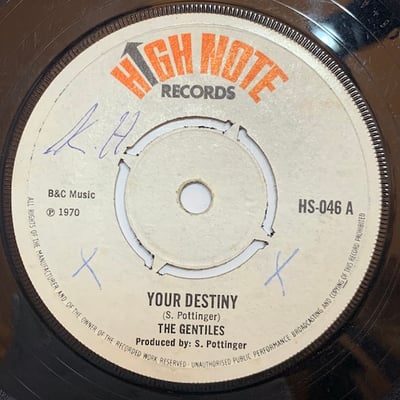 HIGH NOTE
RECORDS
B&C Music
℗ 1970
HS-046 A
YOUR DESTINY
(S. Pottinger)
THE GENTILES
Produced by: S. Pottinger
ALL RIGHTS OF THE MANUFACTURER AND OF THE OWNER OF THE RECORDED WORK RESERVED · UNAUTHORISED PUBLIC PERFORMANCE BROADCASTING AND COPYING OF THIS RECORD PROHIBITED
X
X